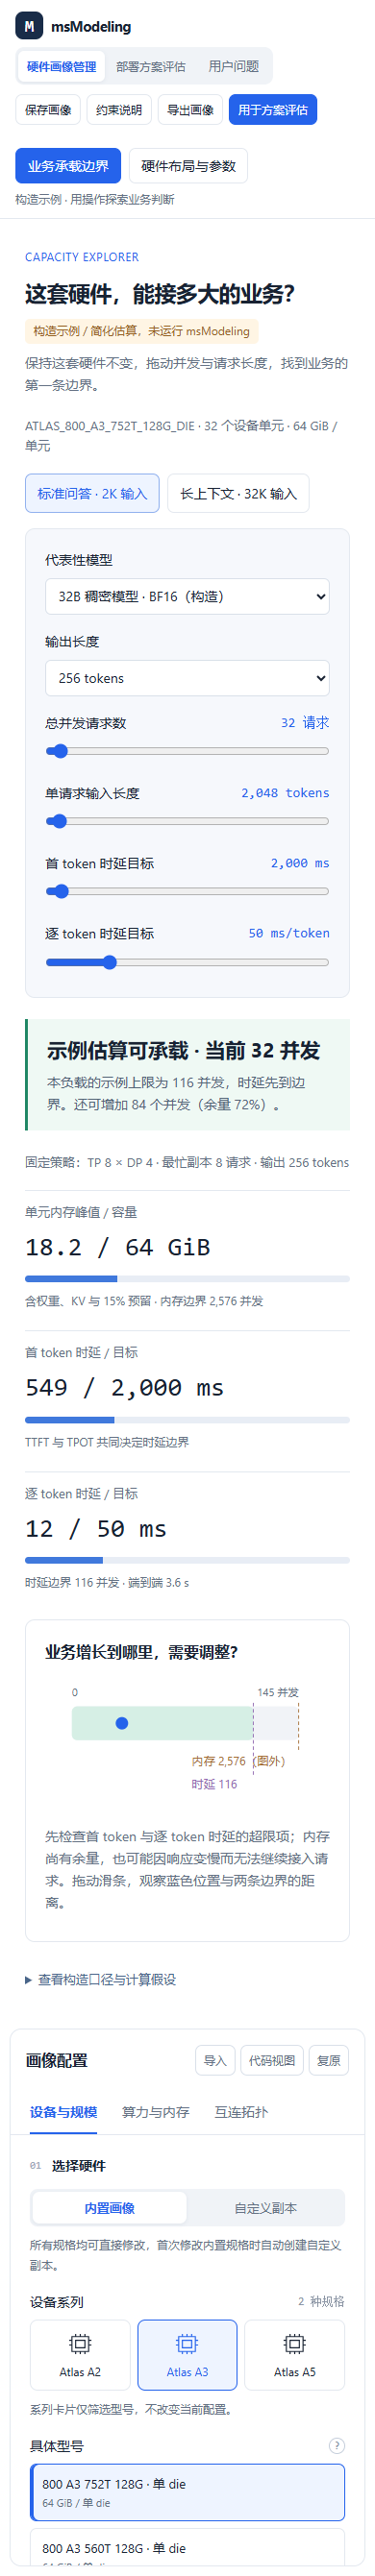 M msModeling
硬件画像管理 部署方案评估 用户问题
保存画像 约束说明 导出画像 用于方案评估
业务承载边界 硬件布局与参数
构造示例 · 用操作探索业务判断
CAPACITY EXPLORER
这套硬件，能接多大的业务？
构造示例 / 简化估算，未运行 msModeling
保持这套硬件不变，拖动并发与请求长度，找到业务的
第一条边界。
ATLAS_800_A3_752T_128G_DIE · 32 个设备单元 · 64 GiB /
单元
标准问答 · 2K 输入 长上下文 · 32K 输入
代表性模型
32B 稠密模型 · BF16（构造）
输出长度
256 tokens
总并发请求数 32 请求
单请求输入长度 2,048 tokens
首 token 时延目标 2,000 ms
逐 token 时延目标 50 ms/token
示例估算可承载 · 当前 32 并发
本负载的示例上限为 116 并发，时延先到边
界。还可增加 84 个并发（余量 72%）。
固定策略：TP 8 × DP 4 · 最忙副本 8 请求 · 输出 256 tokens
单元内存峰值 / 容量
18.2 / 64 GiB
含权重、KV 与 15% 预留 · 内存边界 2,576 并发
首 token 时延 / 目标
549 / 2,000 ms
TTFT 与 TPOT 共同决定时延边界
逐 token 时延 / 目标
12 / 50 ms
时延边界 116 并发 · 端到端 3.6 s
业务增长到哪里，需要调整？
0 145 并发
内存 2,576（图外）
时延 116
先检查首 token 与逐 token 时延的超限项；内存
尚有余量，也可能因响应变慢而无法继续接入请
求。拖动滑条，观察蓝色位置与两条边界的距
离。
查看构造口径与计算假设
画像配置 导入 代码视图 复原
设备与规模 算力与内存 互连拓扑
01 选择硬件
内置画像 自定义副本
所有规格均可直接修改，首次修改内置规格时自动创建自定义
副本。
设备系列 2 种规格
Atlas A2 Atlas A3 Atlas A5
系列卡片仅筛选型号，不改变当前配置。
具体型号 ?
800 A3 752T 128G · 单 die
64 GiB / 单 die
800 A3 560T 128G · 单 die